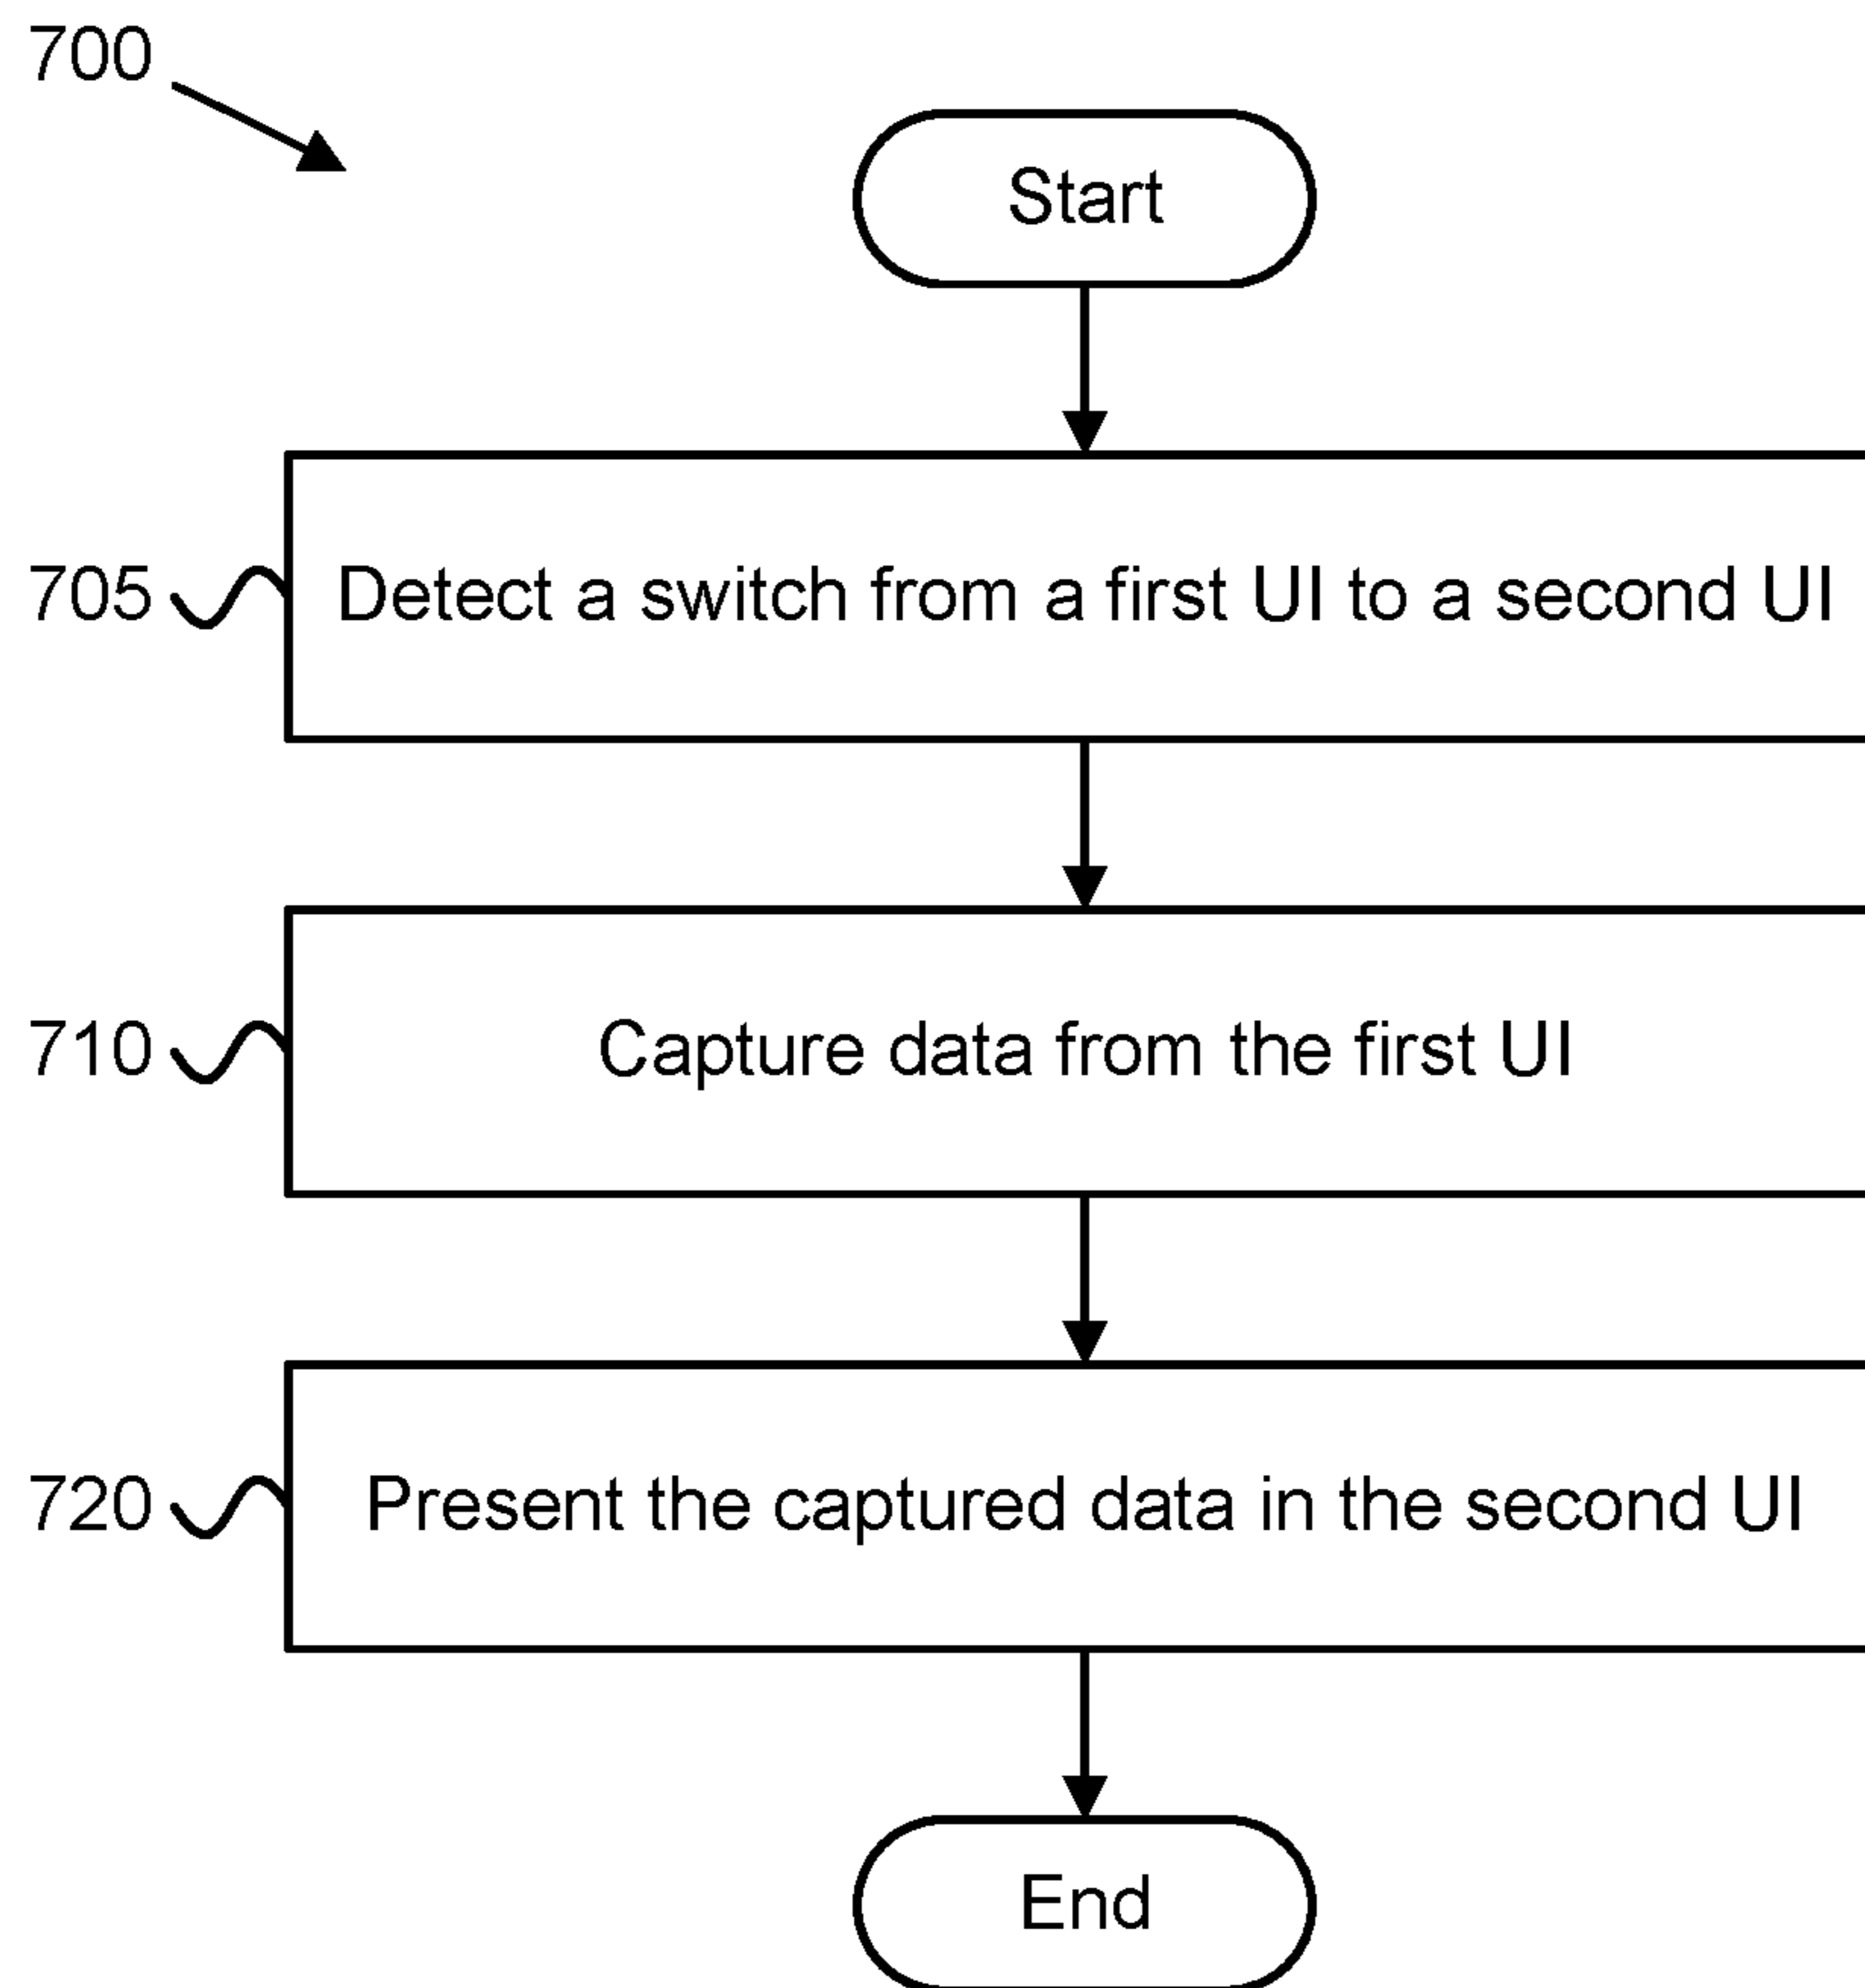 700
Start
705 Detect a switch from a first UI to a second UI
710 Capture data from the first UI
720 Present the captured data in the second UI
End